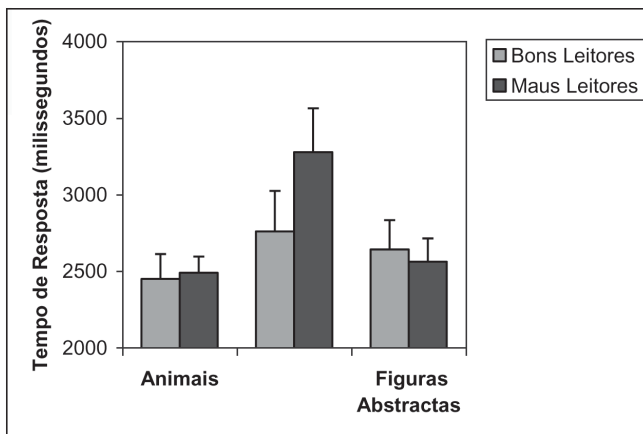 4000
3500
3000
2500
2000
Tempo de Resposta (milissegundos)
Animais
Figuras
Abstractas
Bons Leitores
Maus Leitores